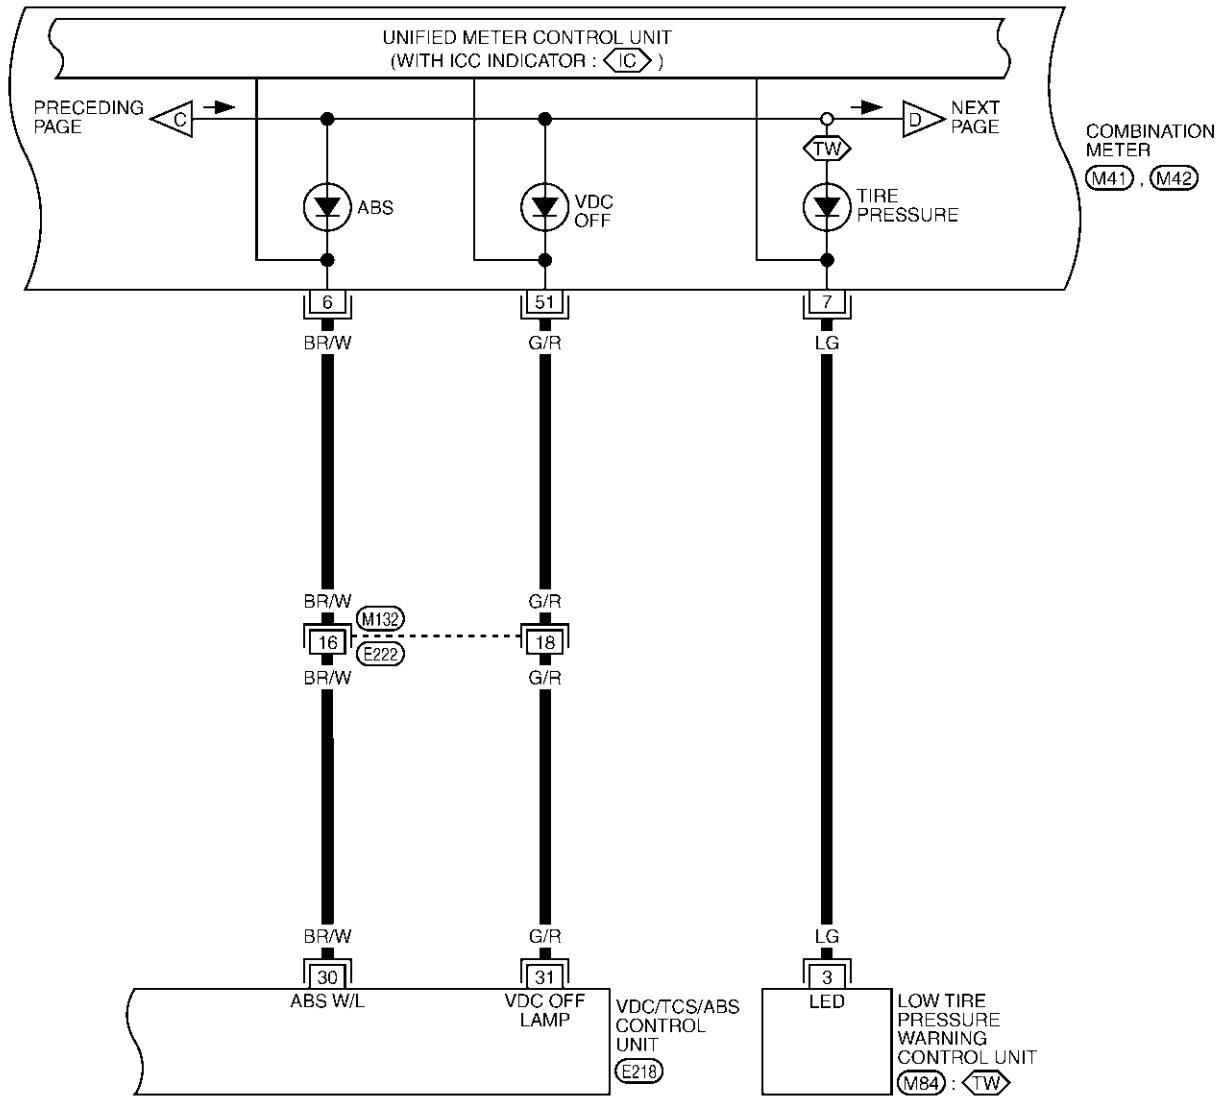 UNIFIED METER CONTROL UNIT
(WITH ICC INDICATOR : IC )
PRECEDING
PAGE
C
D
NEXT
PAGE
TW
COMBINATION
METER
M41 , M42
ABS
VDC
OFF
TIRE
PRESSURE
6
51
7
BR/W
G/R
LG
BR/W
G/R
M132
16
18
E222
BR/W
G/R
BR/W
G/R
LG
30
31
3
ABS W/L
VDC OFF
LAMP
LED
VDC/TCS/ABS
CONTROL
UNIT
E218
LOW TIRE
PRESSURE
WARNING
CONTROL UNIT
M84 : TW